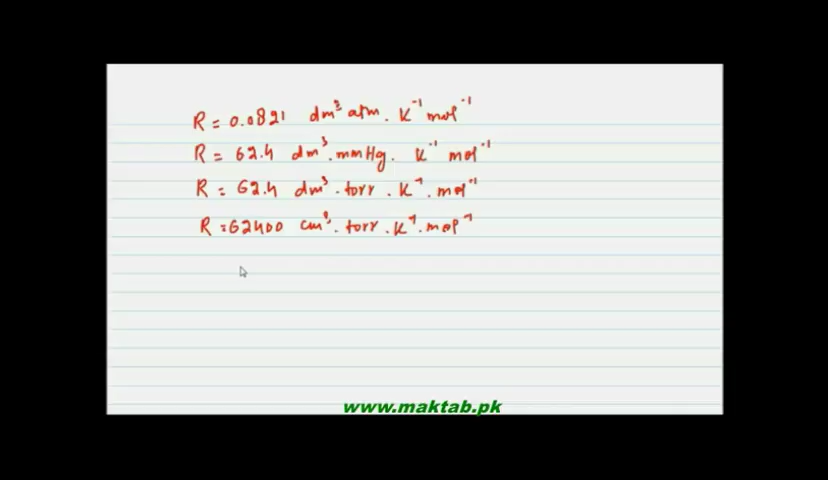 R = 0.0821 dm³ atm . K⁻¹ mol⁻¹
R = 62.4 dm³ . mmHg . K⁻¹ mol⁻¹
R = 62.4 dm³ . torr . K⁻¹ . mol⁻¹
R = 62400 cm³ . torr . K⁻¹ . mol⁻¹
www.maktab.pk